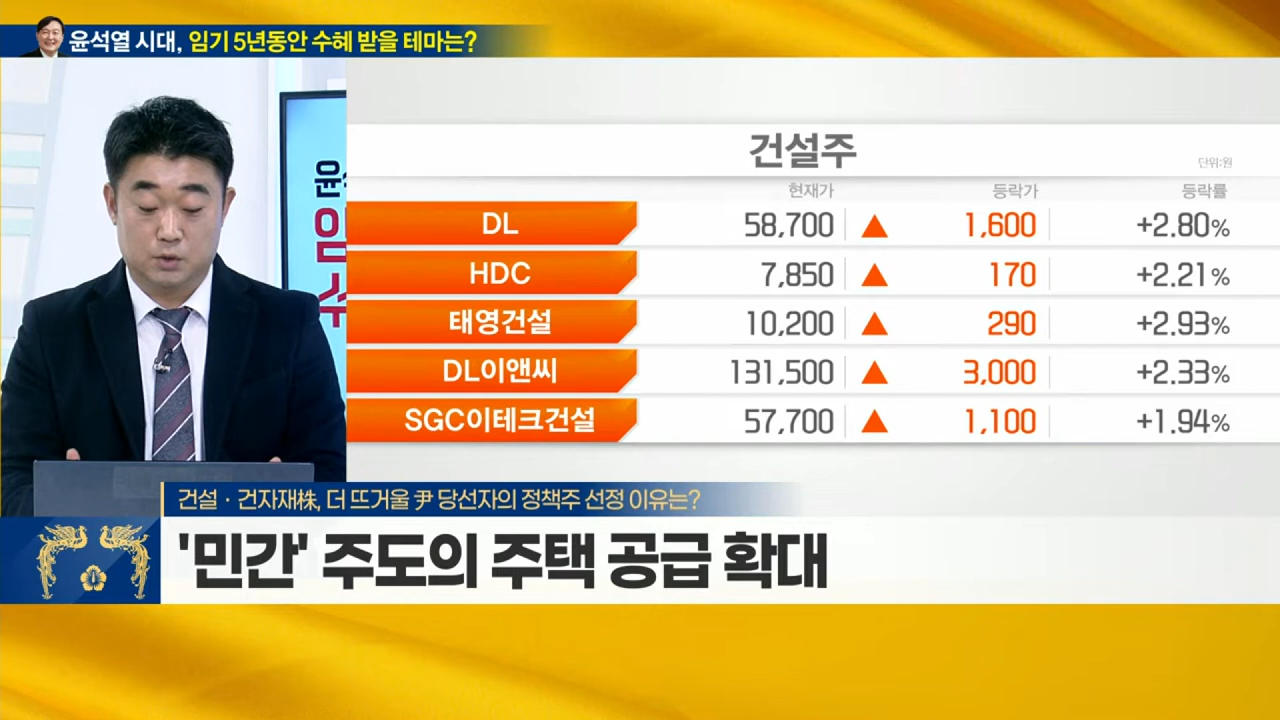 윤석열 시대, 임기 5년동안 수혜 받을 테마는?
건설주
단위:원
현재가 등락가 등락률
DL 58,700 ▲ 1,600 +2.80%
HDC 7,850 ▲ 170 +2.21%
태영건설 10,200 ▲ 290 +2.93%
DL이앤씨 131,500 ▲ 3,000 +2.33%
SGC이테크건설 57,700 ▲ 1,100 +1.94%
건설·건자재株, 더 뜨거울 尹 당선자의 정책주 선정 이유는?
'민간' 주도의 주택 공급 확대